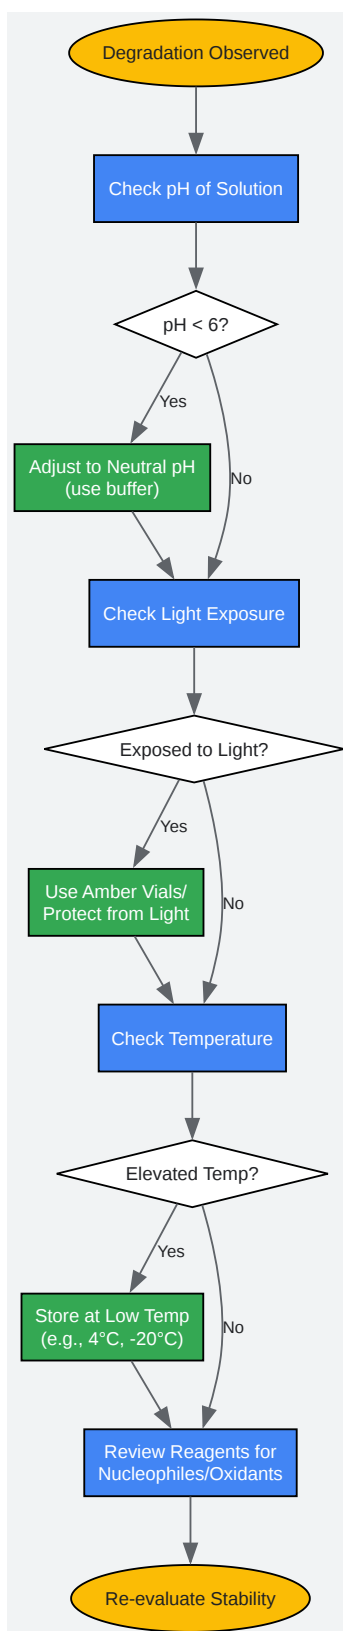 Degradation Observed
Check pH of Solution
pH < 6?
Yes
Adjust to Neutral pH
(use buffer)
No
Check Light Exposure
Exposed to Light?
Yes
Use Amber Vials/
Protect from Light
No
Check Temperature
Elevated Temp?
Yes
Store at Low Temp
(e.g., 4°C, -20°C)
No
Review Reagents for
Nucleophiles/Oxidants
Re-evaluate Stability